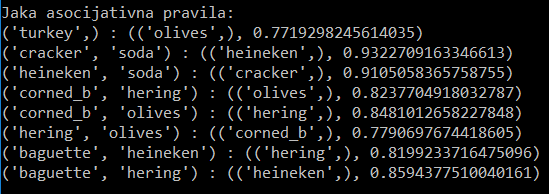 Jaka asocijativna pravila:
('turkey',) : (('olives',), 0.7719298245614035)
('cracker', 'soda') : (('heineken',), 0.9322709163346613)
('heineken', 'soda') : (('cracker',), 0.9105058365758755)
('corned_b', 'hering') : (('olives',), 0.8237704918032787)
('corned_b', 'olives') : (('hering',), 0.8481012658227848)
('hering', 'olives') : (('corned_b',), 0.7790697674418605)
('baguette', 'heineken') : (('hering',), 0.8199233716475096)
('baguette', 'hering') : (('heineken',), 0.8594377510040161)